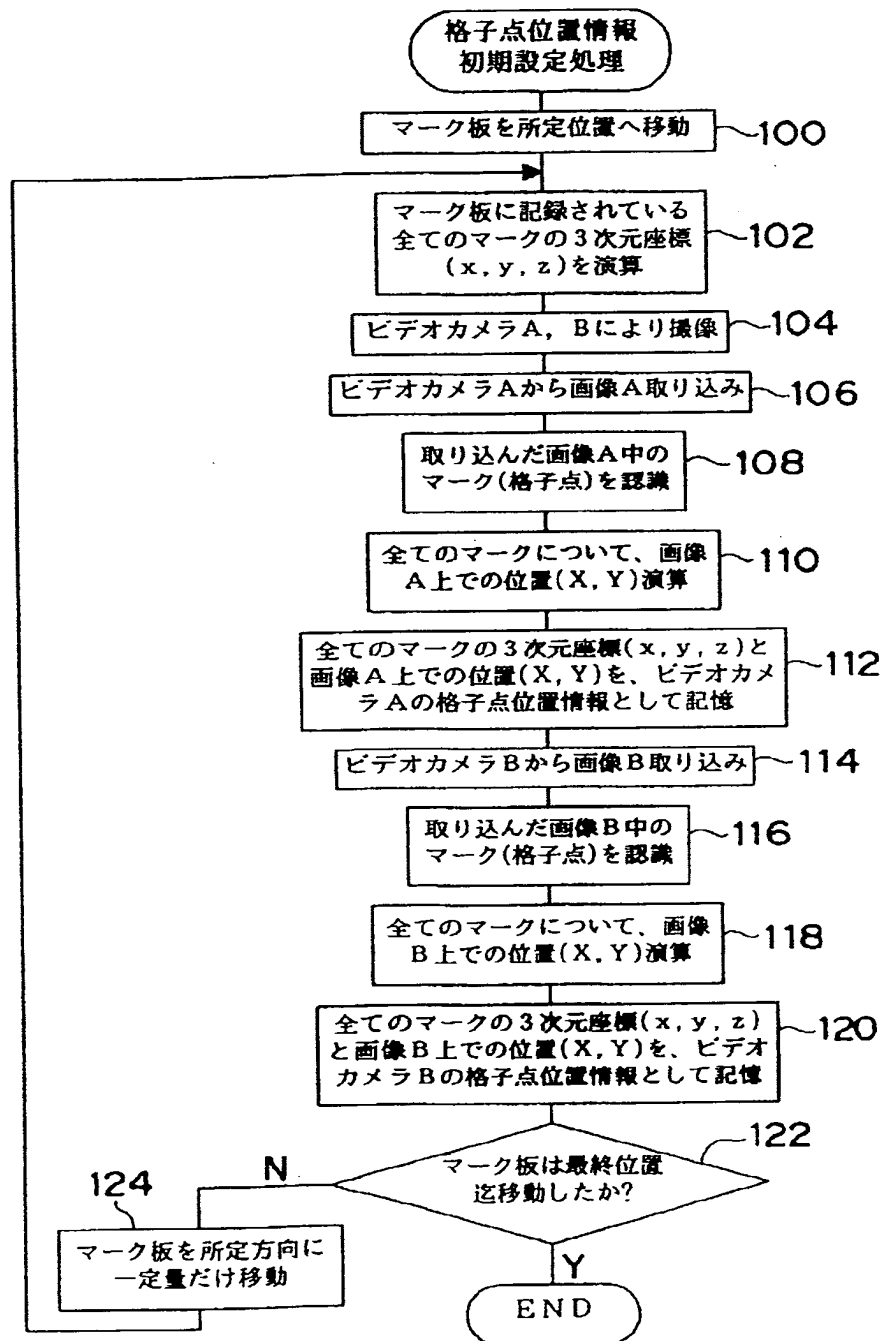 格子点位置情報
初期設定処理
マーク板を所定位置へ移動
100
マーク板に記録されている
全てのマークの3次元座標
(x, y, z)を演算
102
ビデオカメラA, Bにより撮像
104
ビデオカメラAから画像A取り込み
106
取り込んだ画像A中の
マーク(格子点)を認識
108
全てのマークについて、画像
A上での位置(X, Y)演算
110
全てのマークの3次元座標(x, y, z)と
画像A上での位置(X, Y)を、ビデオカメ
ラAの格子点位置情報として記憶
112
ビデオカメラBから画像B取り込み
114
取り込んだ画像B中の
マーク(格子点)を認識
116
全てのマークについて、画像
B上での位置(X, Y)演算
118
全てのマークの3次元座標(x, y, z)
と画像B上での位置(X, Y)を、ビデオ
カメラBの格子点位置情報として記憶
120
マーク板は最終位置
迄移動したか?
122
N
124
マーク板を所定方向に
一定量だけ移動
Y
END